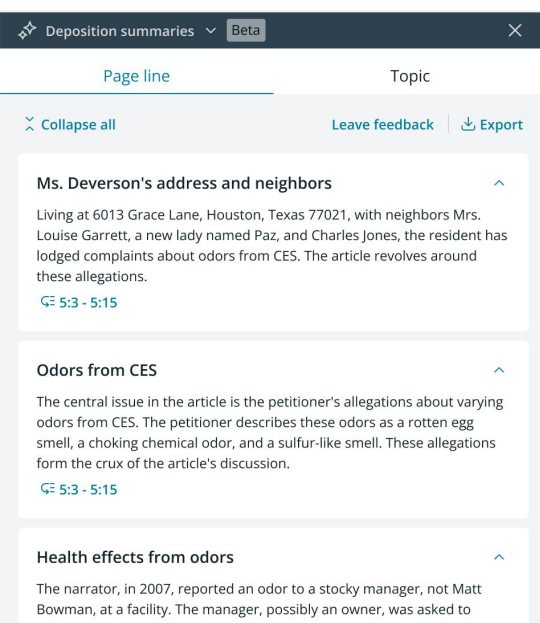 Deposition summaries Beta
Page line Topic
Collapse all Leave feedback Export
Ms. Deverson's address and neighbors
Living at 6013 Grace Lane, Houston, Texas 77021, with neighbors Mrs.
Louise Garrett, a new lady named Paz, and Charles Jones, the resident has
lodged complaints about odors from CES. The article revolves around
these allegations.
5:3 - 5:15
Odors from CES
The central issue in the article is the petitioner's allegations about varying
odors from CES. The petitioner describes these odors as a rotten egg
smell, a choking chemical odor, and a sulfur-like smell. These allegations
form the crux of the article's discussion.
5:3 - 5:15
Health effects from odors
The narrator, in 2007, reported an odor to a stocky manager, not Matt
Bowman, at a facility. The manager, possibly an owner, was asked to